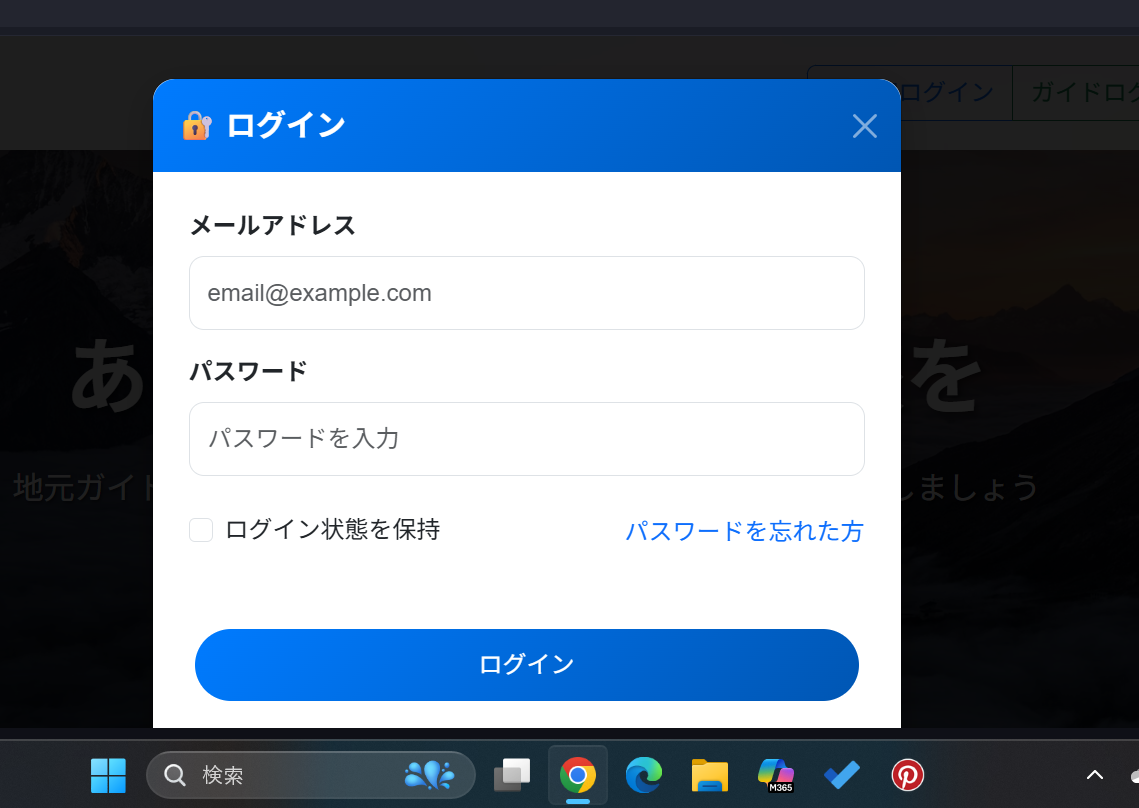 ログイン
ガイドログ
ログイン
メールアドレス
email@example.com
あ
を
パスワード
パスワードを入力
地元ガイド
しましょう
ログイン状態を保持
パスワードを忘れた方
ログイン
検索
M365